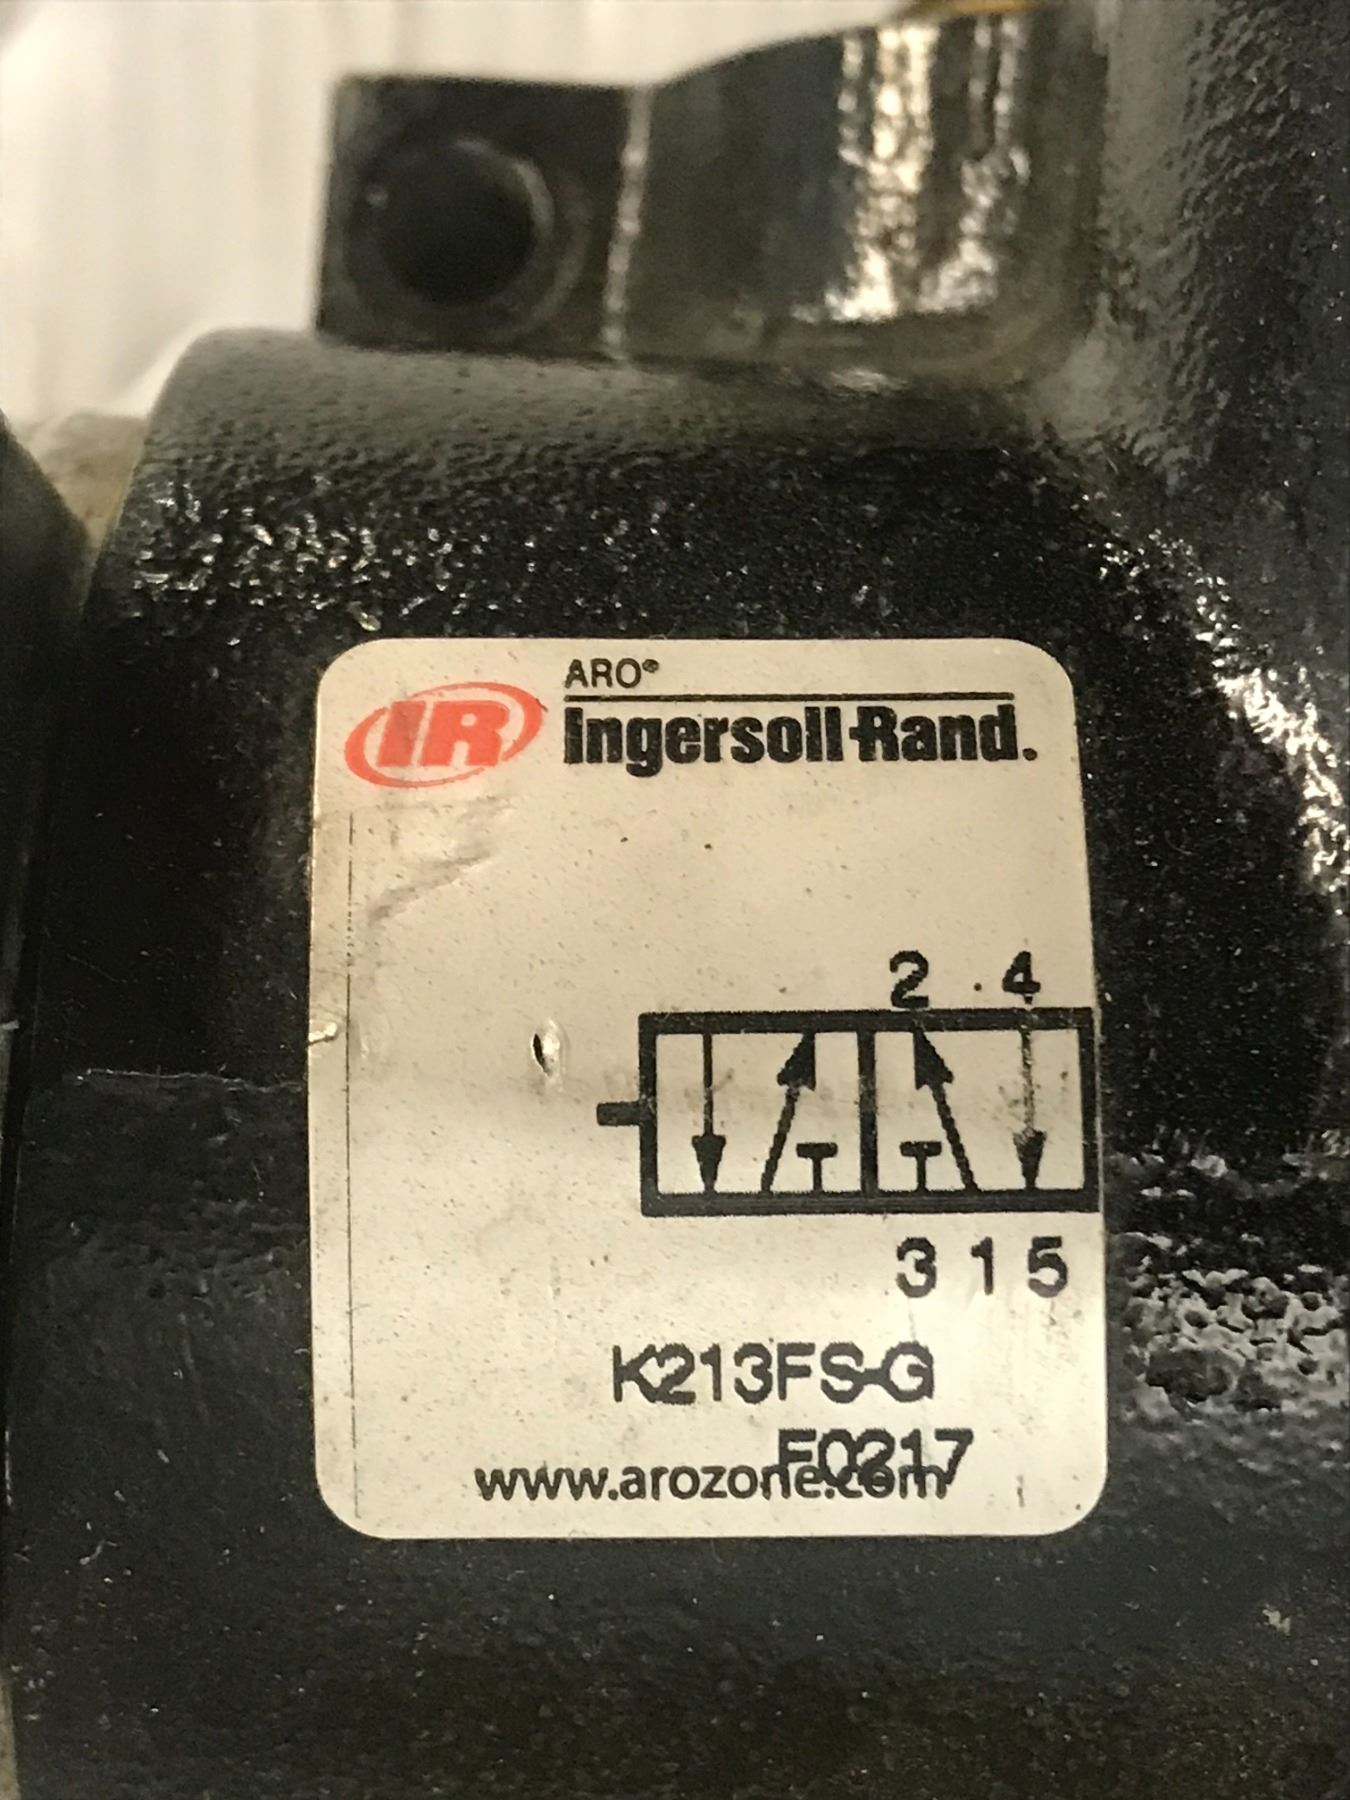 ARO®
IR Ingersoll-Rand.
2 4
3 1 5
K213FS-G
F0217
www.arozone.com